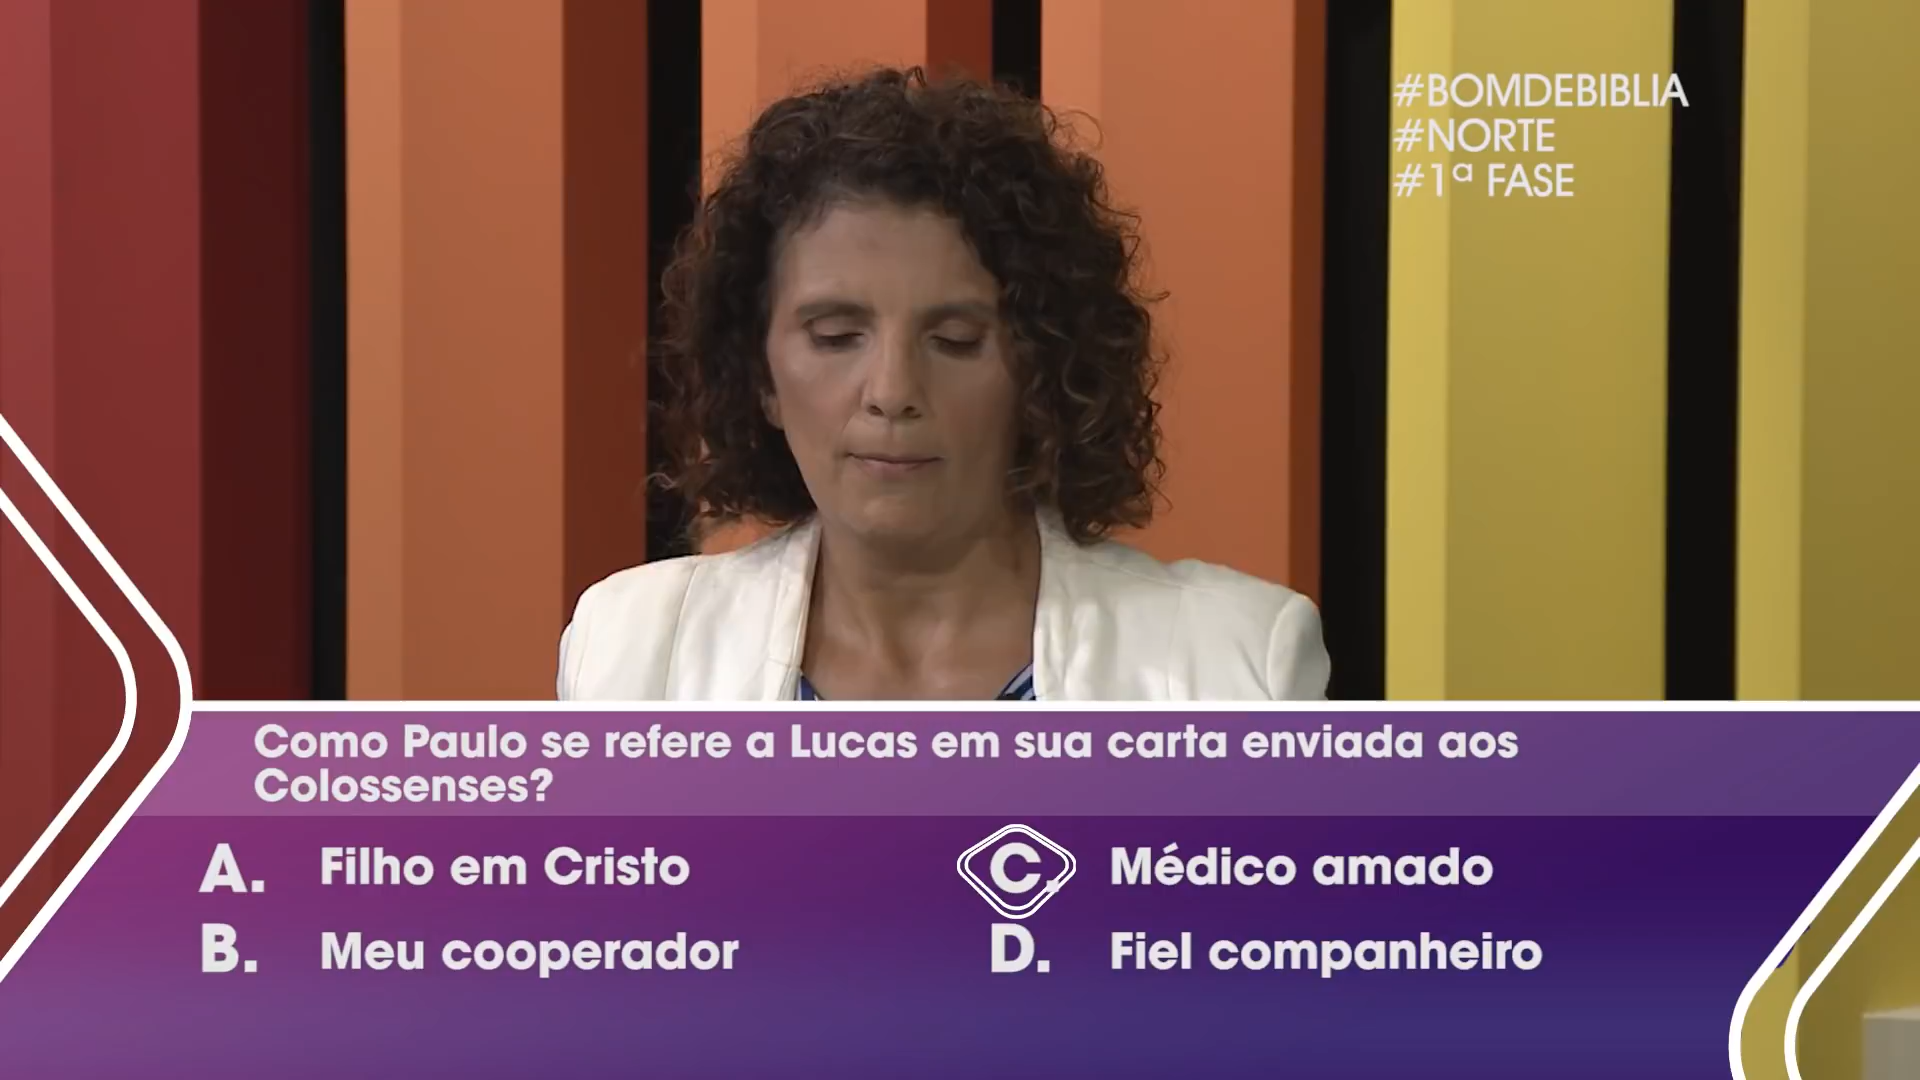 #BOMDEBIBLIA
#NORTE
#1ª FASE
Como Paulo se refere a Lucas em sua carta enviada aos
Colossenses?
A. Filho em Cristo
B. Meu cooperador
C. Médico amado
D. Fiel companheiro